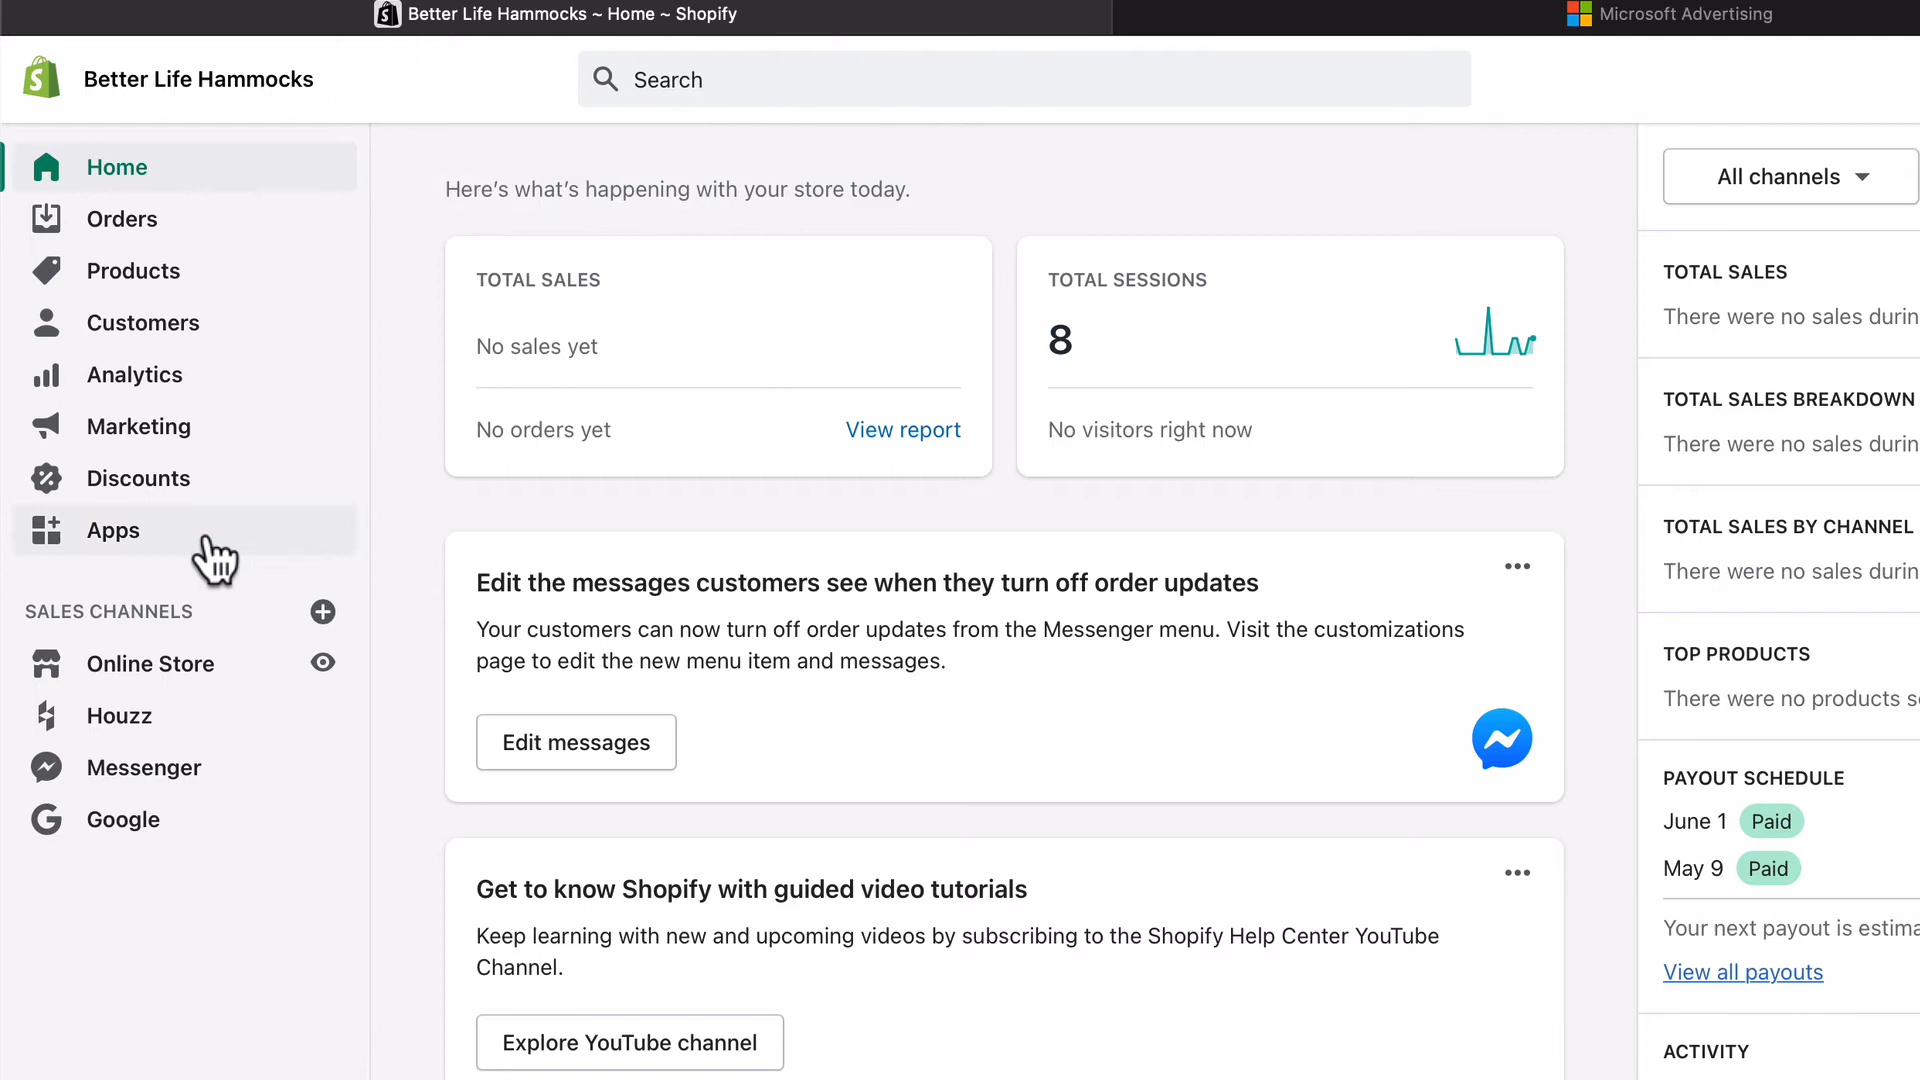 Better Life Hammocks ~ Home ~ Shopify
Microsoft Advertising
Better Life Hammocks
Search
Home
Orders
Products
Customers
Analytics
Marketing
Discounts
Apps
SALES CHANNELS
Online Store
Houzz
Messenger
Google
Here's what's happening with your store today.
TOTAL SALES
No sales yet
No orders yet
View report
TOTAL SESSIONS
8
No visitors right now
Edit the messages customers see when they turn off order updates
Your customers can now turn off order updates from the Messenger menu. Visit the customizations
page to edit the new menu item and messages.
Edit messages
Get to know Shopify with guided video tutorials
Keep learning with new and upcoming videos by subscribing to the Shopify Help Center YouTube
Channel.
Explore YouTube channel
All channels
TOTAL SALES
There were no sales durin
TOTAL SALES BREAKDOWN
There were no sales durin
TOTAL SALES BY CHANNEL
There were no sales durin
TOP PRODUCTS
There were no products s
PAYOUT SCHEDULE
June 1 Paid
May 9 Paid
Your next payout is estima
View all payouts
ACTIVITY